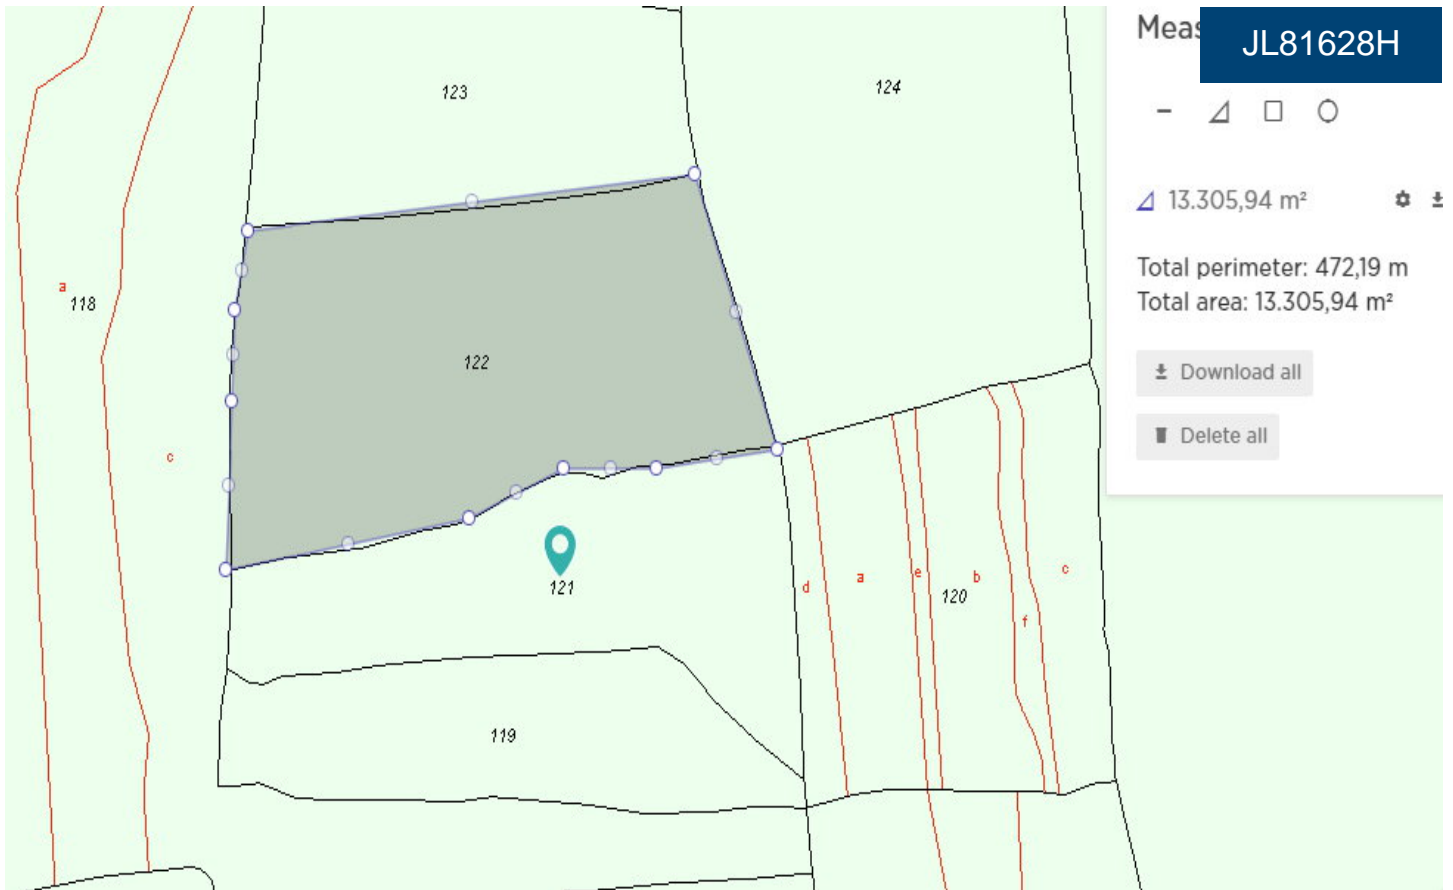 Meas
JL81628H
123
124
13.305,94 m²
Total perimeter: 472,19 m
Total area: 13.305,94 m²
a
118
122
Download all
Delete all
c
121
d
a
e
b
120
c
f
119